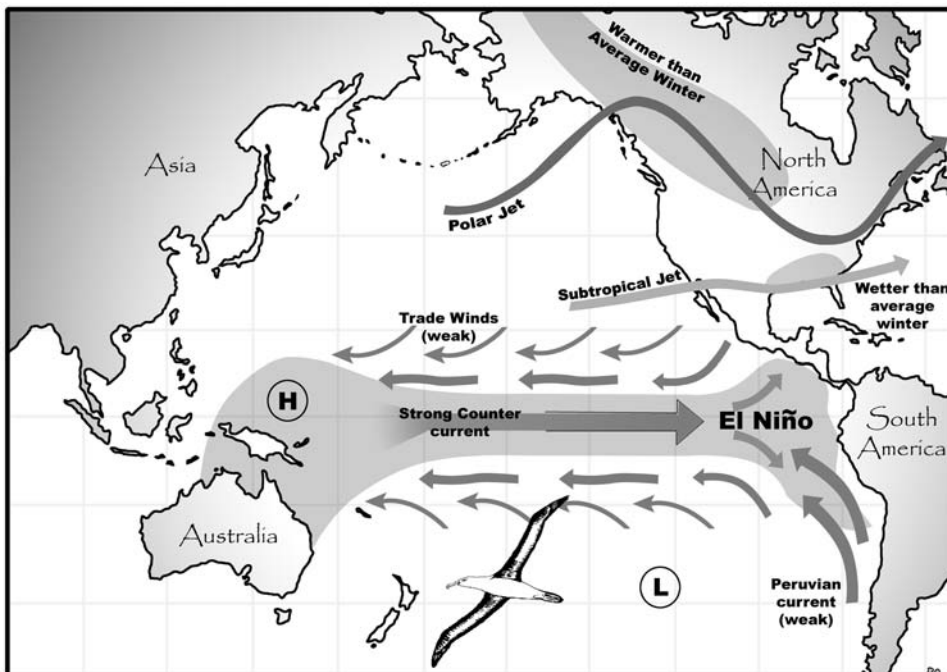 Warmer than
Average Winter
Asia
North
America
Polar Jet
Subtropical Jet
Wetter than
average
winter
Trade Winds
(weak)
H
Strong Counter
current
El Niño
South
America
Australia
L
Peruvian
current
(weak)